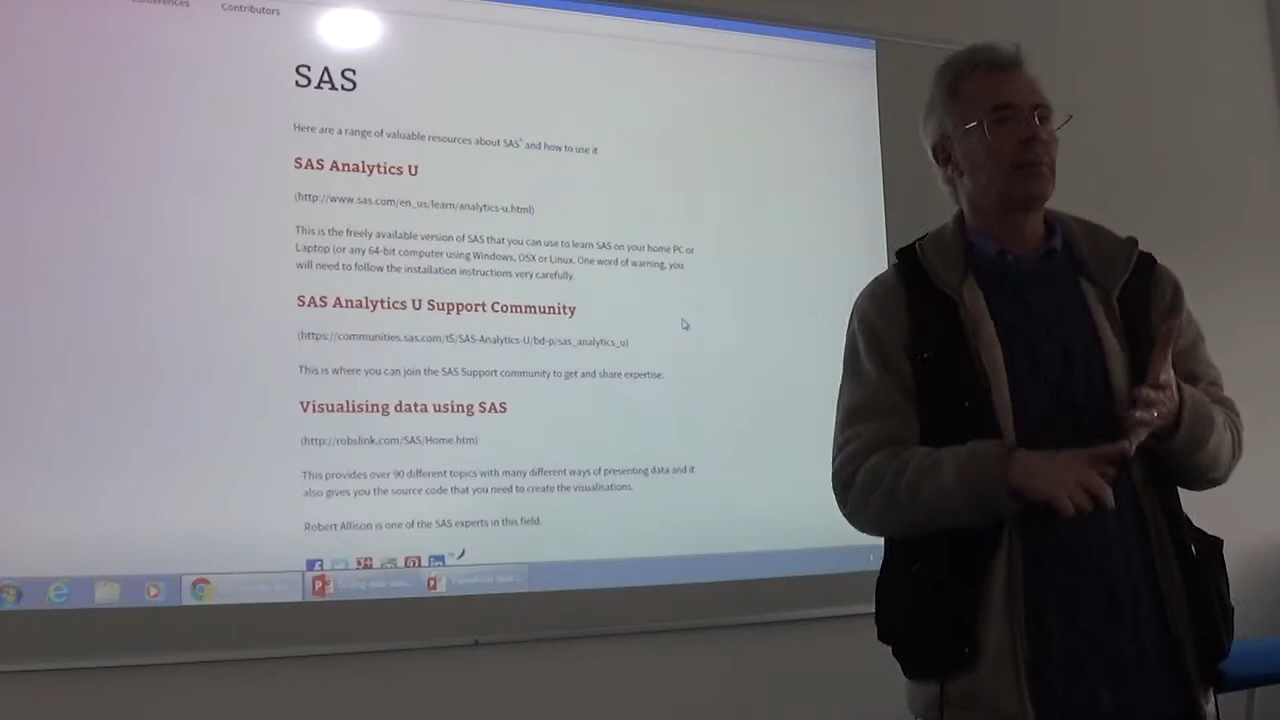 Contributors
SAS
Here are a range of valuable resources about SAS® and how to use it
SAS Analytics U
(http://www.sas.com/en_us/learn/analytics-u.html)
This is the freely available version of SAS that you can use to learn SAS on your home PC or
Laptop (or any 64-bit computer using Windows, OSX or Linux. One word of warning, you
will need to follow the installation instructions very carefully.
SAS Analytics U Support Community
(https://communities.sas.com/t5/SAS-Analytics-U/bd-p/sas_analytics_u)
This is where you can join the SAS Support community to get and share expertise.
Visualising data using SAS
(http://robslink.com/SAS/Home.htm)
This provides over 90 different topics with many different ways of presenting data and it
also gives you the source code that you need to create the visualisations.
Robert Allison is one of the SAS experts in this field.